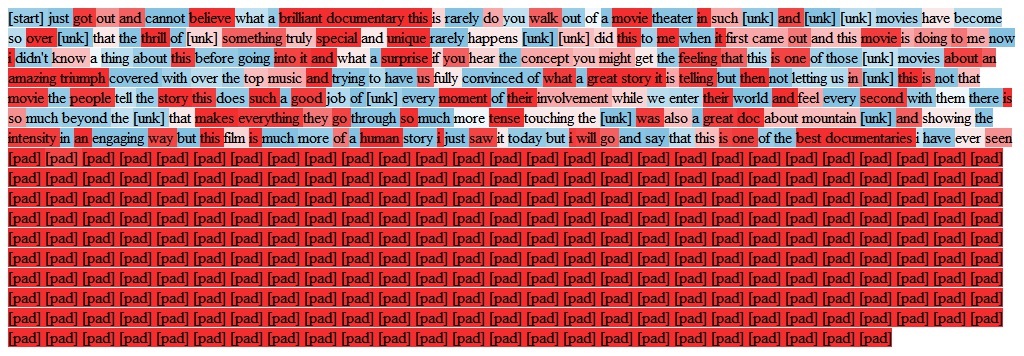 [start] just got out and cannot believe what a brilliant documentary this is rarely do you walk out of a movie theater in such [unk] and [unk] [unk] movies have become
so over [unk] that the thrill of [unk] something truly special and unique rarely happens [unk] [unk] did this to me when it first came out and this movie is doing to me now
i didn't know a thing about this before going into it and what a surprise if you hear the concept you might get the feeling that this is one of those [unk] movies about an
amazing triumph covered with over the top music and trying to have us fully convinced of what a great story it is telling but then not letting us in [unk] this is not that
movie the people tell the story this does such a good job of [unk] every moment of their involvement while we enter their world and feel every second with them there is
so much beyond the [unk] that makes everything they go through so much more tense touching the [unk] was also a great doc about mountain [unk] and showing the
intensity in an engaging way but this film is much more of a human story i just saw it today but i will go and say that this is one of the best documentaries i have ever seen
[pad] [pad] [pad] [pad] [pad] [pad] [pad] [pad] [pad] [pad] [pad] [pad] [pad] [pad] [pad] [pad] [pad] [pad] [pad] [pad] [pad] [pad] [pad] [pad] [pad] [pad] [pad]
[pad] [pad] [pad] [pad] [pad] [pad] [pad] [pad] [pad] [pad] [pad] [pad] [pad] [pad] [pad] [pad] [pad] [pad] [pad] [pad] [pad] [pad] [pad] [pad] [pad] [pad] [pad]
[pad] [pad] [pad] [pad] [pad] [pad] [pad] [pad] [pad] [pad] [pad] [pad] [pad] [pad] [pad] [pad] [pad] [pad] [pad] [pad] [pad] [pad] [pad] [pad] [pad] [pad] [pad]
[pad] [pad] [pad] [pad] [pad] [pad] [pad] [pad] [pad] [pad] [pad] [pad] [pad] [pad] [pad] [pad] [pad] [pad] [pad] [pad] [pad] [pad] [pad] [pad] [pad] [pad] [pad]
[pad] [pad] [pad] [pad] [pad] [pad] [pad] [pad] [pad] [pad] [pad] [pad] [pad] [pad] [pad] [pad] [pad] [pad] [pad] [pad] [pad] [pad] [pad] [pad] [pad] [pad] [pad]
[pad] [pad] [pad] [pad] [pad] [pad] [pad] [pad] [pad] [pad] [pad] [pad] [pad] [pad] [pad] [pad] [pad] [pad] [pad] [pad] [pad] [pad] [pad] [pad] [pad] [pad] [pad]
[pad] [pad] [pad] [pad] [pad] [pad] [pad] [pad] [pad] [pad] [pad] [pad] [pad] [pad] [pad] [pad] [pad] [pad] [pad] [pad] [pad] [pad] [pad] [pad] [pad] [pad] [pad]
[pad] [pad] [pad] [pad] [pad] [pad] [pad] [pad] [pad] [pad] [pad] [pad] [pad] [pad] [pad] [pad] [pad] [pad] [pad] [pad] [pad] [pad] [pad] [pad] [pad] [pad] [pad]
[pad] [pad] [pad] [pad] [pad] [pad] [pad] [pad] [pad] [pad] [pad] [pad] [pad] [pad] [pad] [pad] [pad] [pad] [pad] [pad] [pad] [pad] [pad] [pad] [pad] [pad] [pad]
[pad] [pad] [pad] [pad] [pad] [pad] [pad] [pad] [pad] [pad] [pad] [pad] [pad] [pad] [pad] [pad] [pad] [pad] [pad] [pad] [pad] [pad] [pad] [pad]